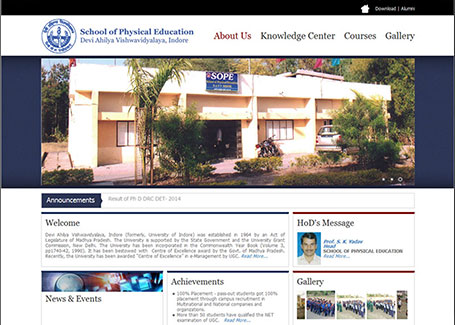 Download | Alumni
School of Physical Education
Devi Ahilya Vishwavidyalaya, Indore
About Us Knowledge Center Courses Gallery
SOPE
Announcements
Result of Ph D DRC DET- 2014
Welcome
Devi Ahilya Vishwavidyalaya, Indore (formerly, University of Indore) was established in 1964 by an Act of
Legislature of Madhya Pradesh. The University is supported by the State Government and the University Grant
Commission, New Delhi. The University has been incorporated in the Commonwealth Year Book (Volume 3,
pp1740-42, 1998). It has been bestowed with Centre of Excellence award by the Govt. of Madhya Pradesh.
Recently, the University has been awarded "Centre of Excellence" in e-Management by UGC. Read More...
HoD's Message
Prof. S. K. Yadav
Head
SCHOOL OF PHYSICAL EDUCATION
Read More...
News & Events
Achievements
100% Placement - pass-out students got 100%
placement through campus recruitment in
Multinational and National companies and
organizations.
More than 50 students have qualified the NET
examination of UGC. Read More...
Gallery